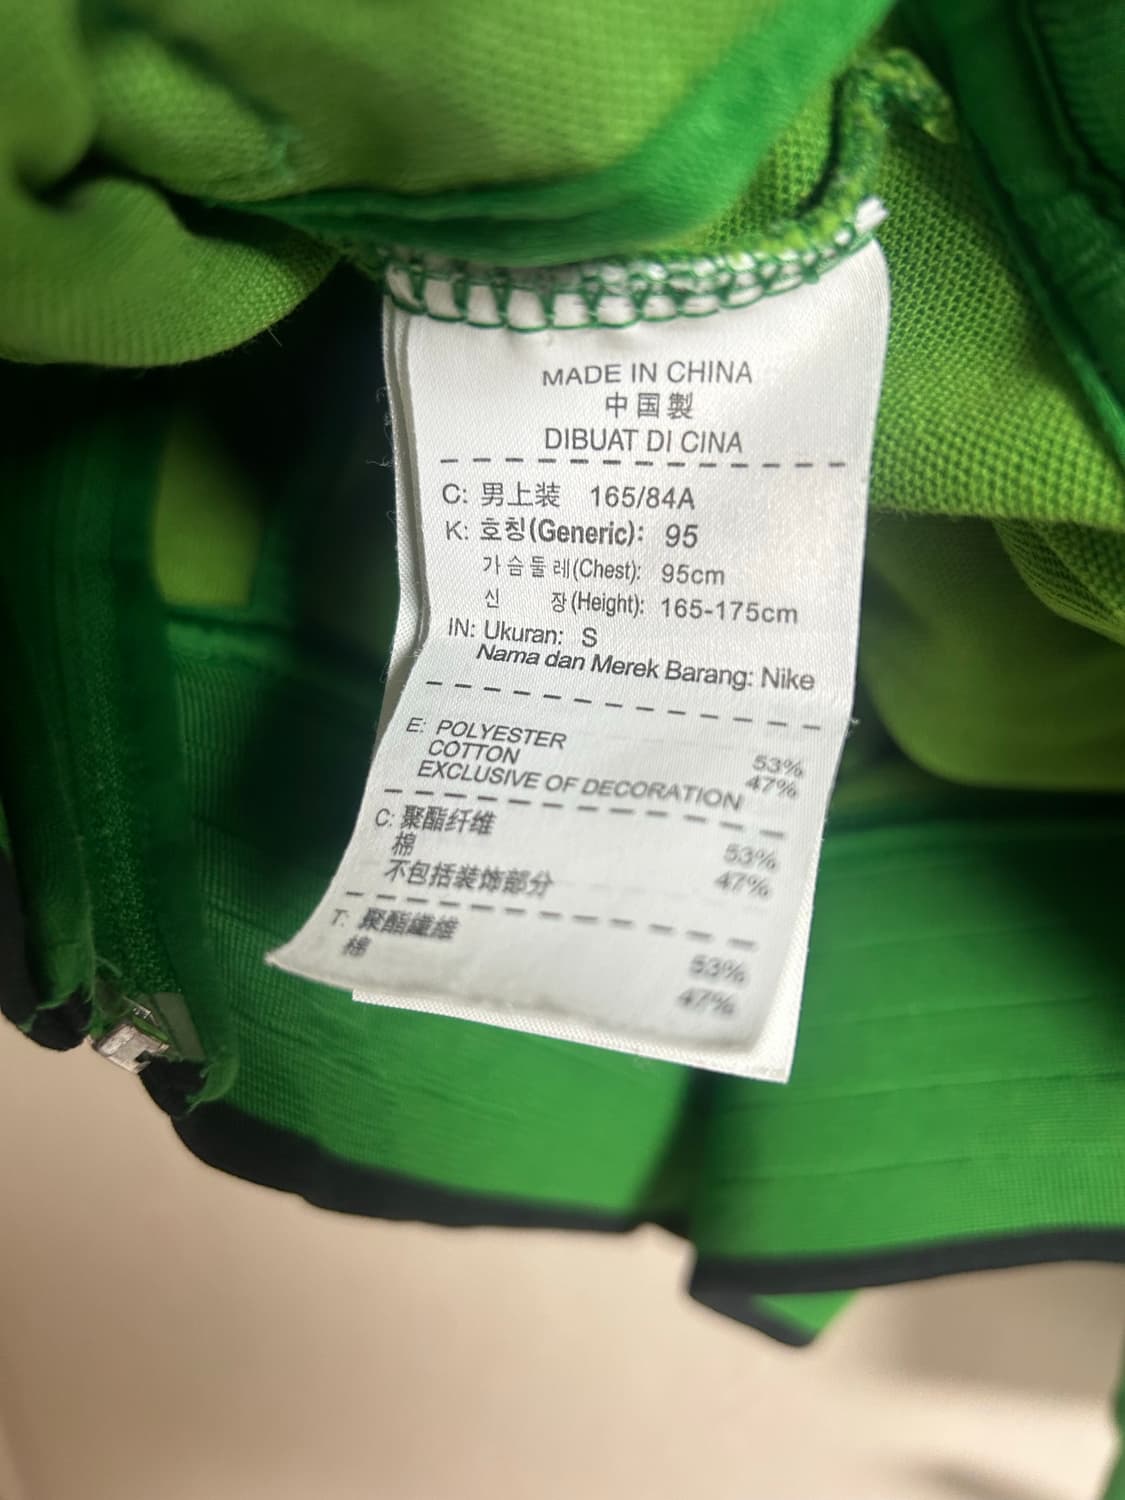 MADE IN CHINA
中国製
DIBUAT DI CINA
C: 男上装 165/84A
K: 호칭(Generic): 95
가슴둘레(Chest): 95cm
신 장(Height): 165-175cm
IN: Ukuran: S
Nama dan Merek Barang: Nike
E: POLYESTER 53%
COTTON 47%
EXCLUSIVE OF DECORATION
C: 聚酯纤维 53%
棉 47%
不包括装饰部分
T: 聚酯纖維 53%
棉 47%